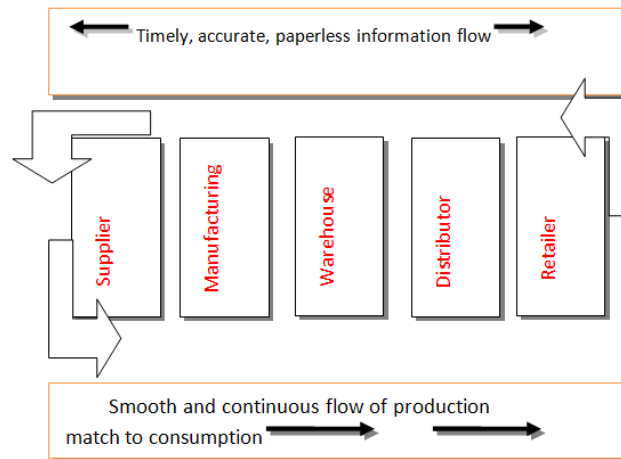 Timely, accurate, paperless information flow
Supplier
Manufacturing
Warehouse
Distributor
Retailer
Smooth and continuous flow of production
match to consumption